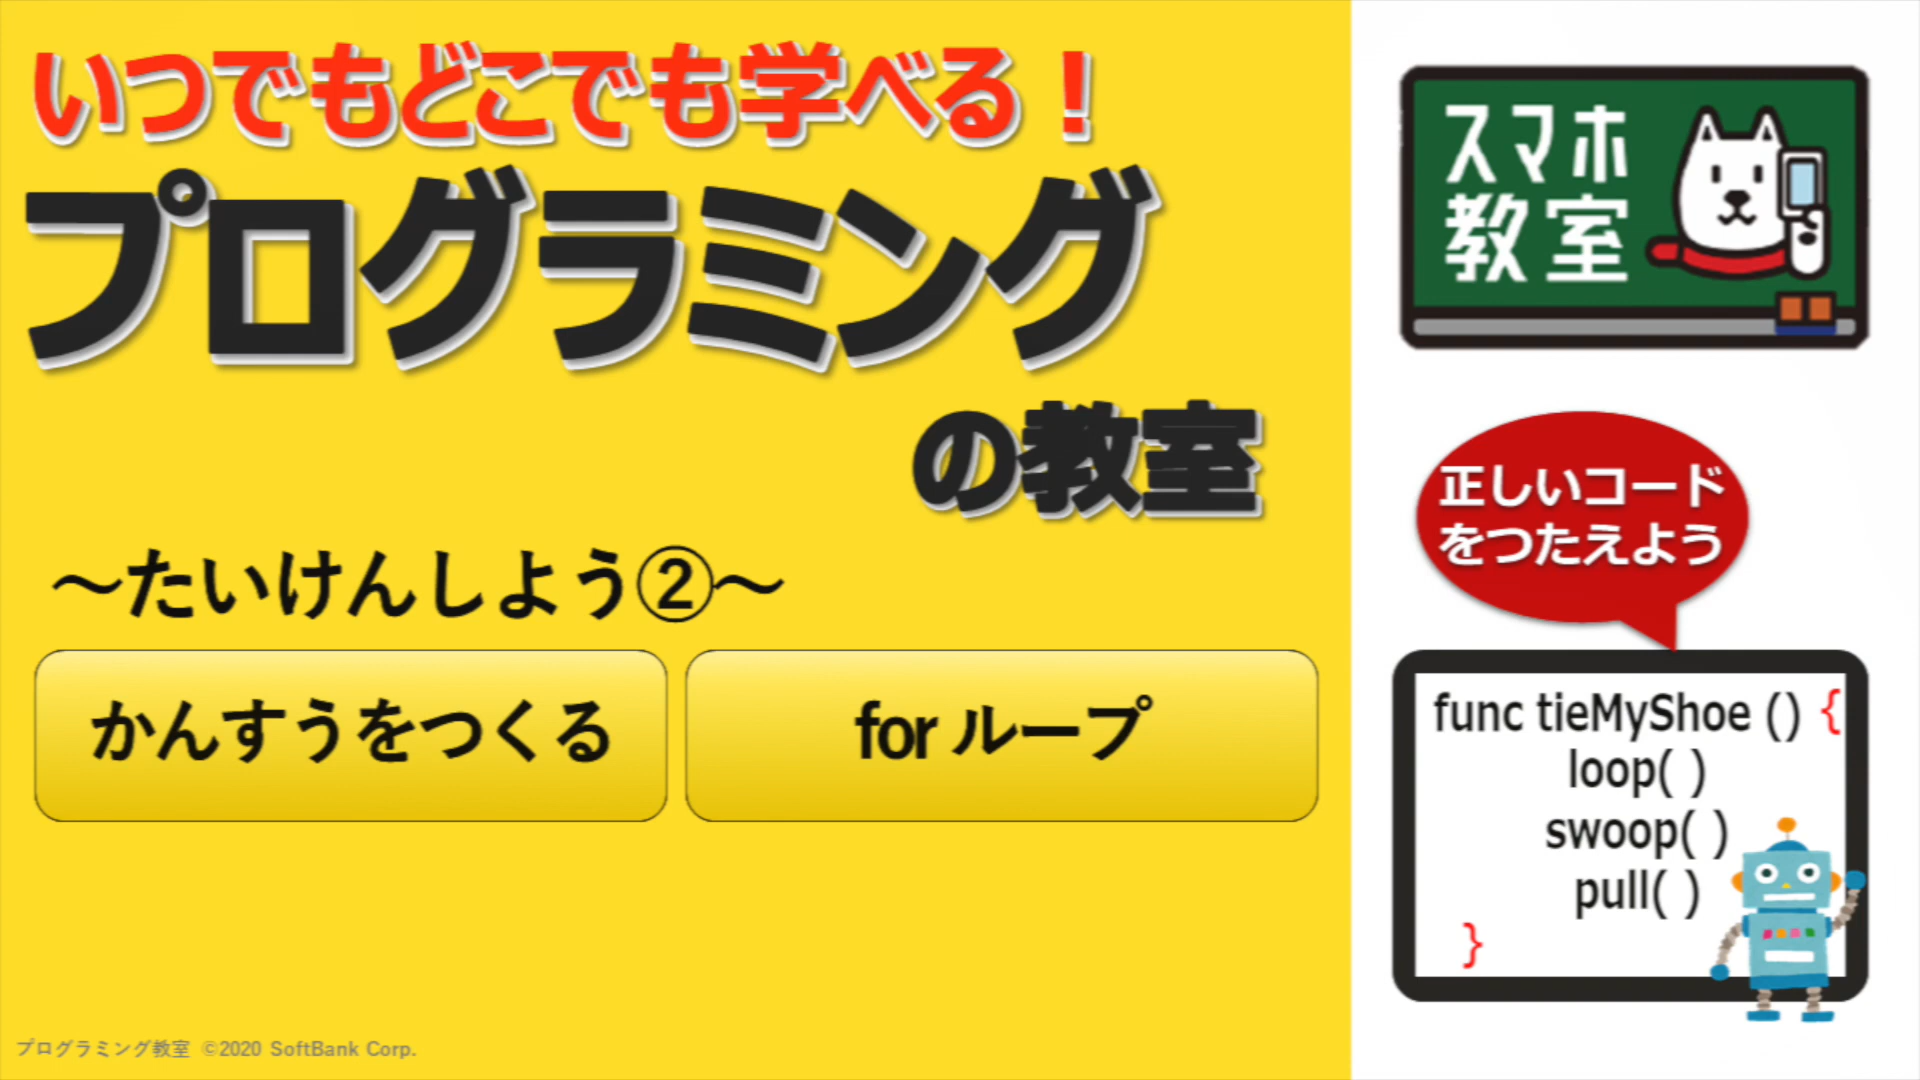 いつでもどこでも学べる！
プログラミング
の教室
～たいけんしよう②～
かんすうをつくる
for ループ
プログラミング教室 ©2020 SoftBank Corp.
スマホ
教室
正しいコード
をつたえよう
func tieMyShoe () {
loop( )
swoop( )
pull( )
}